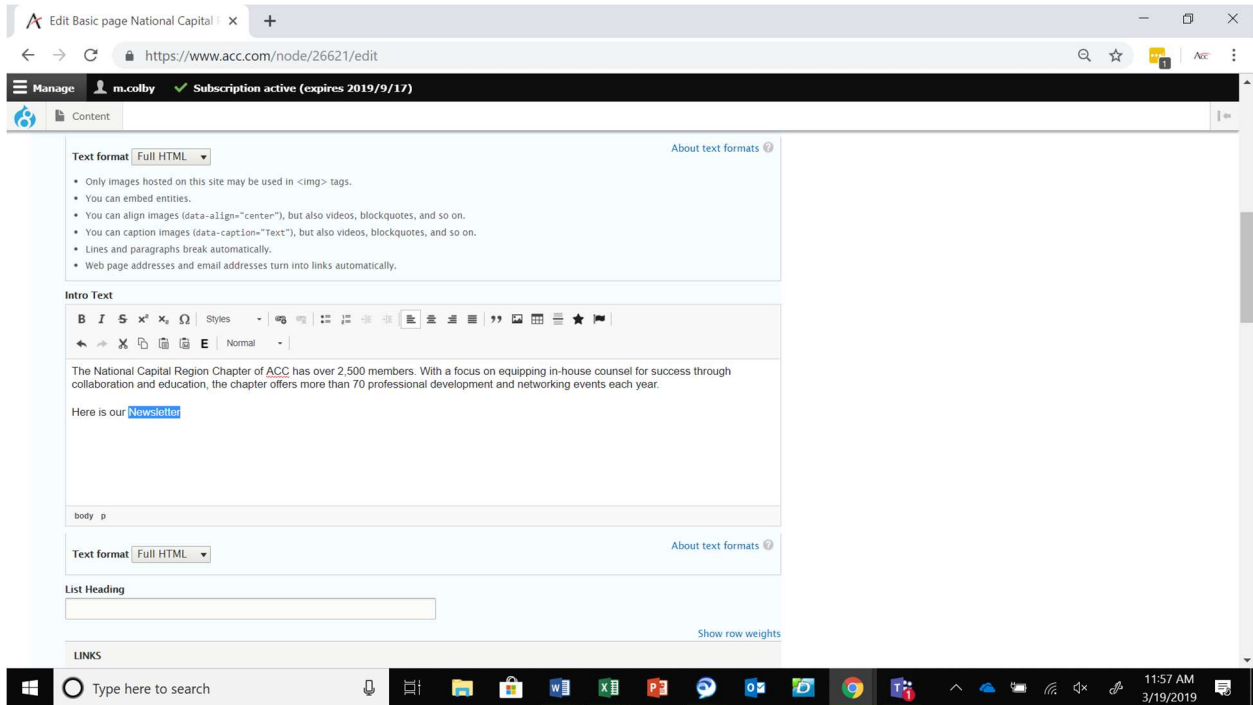 Edit Basic page National Capital
https://www.acc.com/node/26621/edit
1
Acc
Manage m.colby Subscription active (expires 2019/9/17)
Content
Text format Full HTML
About text formats ?
• Only images hosted on this site may be used in <img> tags.
• You can embed entities.
• You can align images (data-align="center"), but also videos, blockquotes, and so on.
• You can caption images (data-caption="Text"), but also videos, blockquotes, and so on.
• Lines and paragraphs break automatically.
• Web page addresses and email addresses turn into links automatically.
Intro Text
B I S x² xₓ Ω Styles
E Normal
The National Capital Region Chapter of ACC has over 2,500 members. With a focus on equipping in-house counsel for success through
collaboration and education, the chapter offers more than 70 professional development and networking events each year.
Here is our Newsletter
body p
Text format Full HTML
About text formats ?
List Heading
Show row weights
LINKS
Type here to search
11:57 AM
3/19/2019